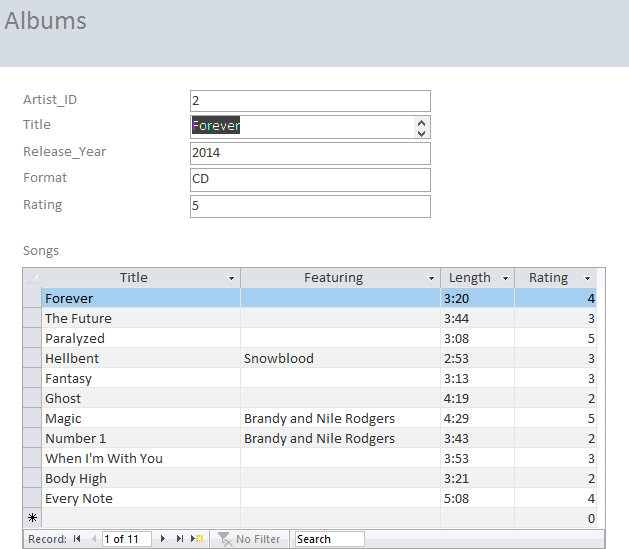 Albums
Artist_ID 2
Title Forever
Release_Year 2014
Format CD
Rating 5
Songs
Title Featuring Length Rating
Forever 3:20 4
The Future 3:44 3
Paralyzed 3:08 5
Hellbent Snowblood 2:53 3
Fantasy 3:13 3
Ghost 4:19 2
Magic Brandy and Nile Rodgers 4:29 5
Number 1 Brandy and Nile Rodgers 3:43 2
When I'm With You 3:53 3
Body High 3:21 2
Every Note 5:08 4
0
Record: 1 of 11 No Filter Search